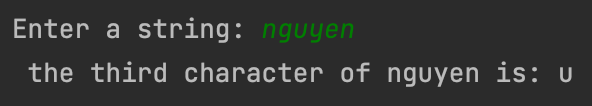 Enter a string: nguyen
the third character of nguyen is: u